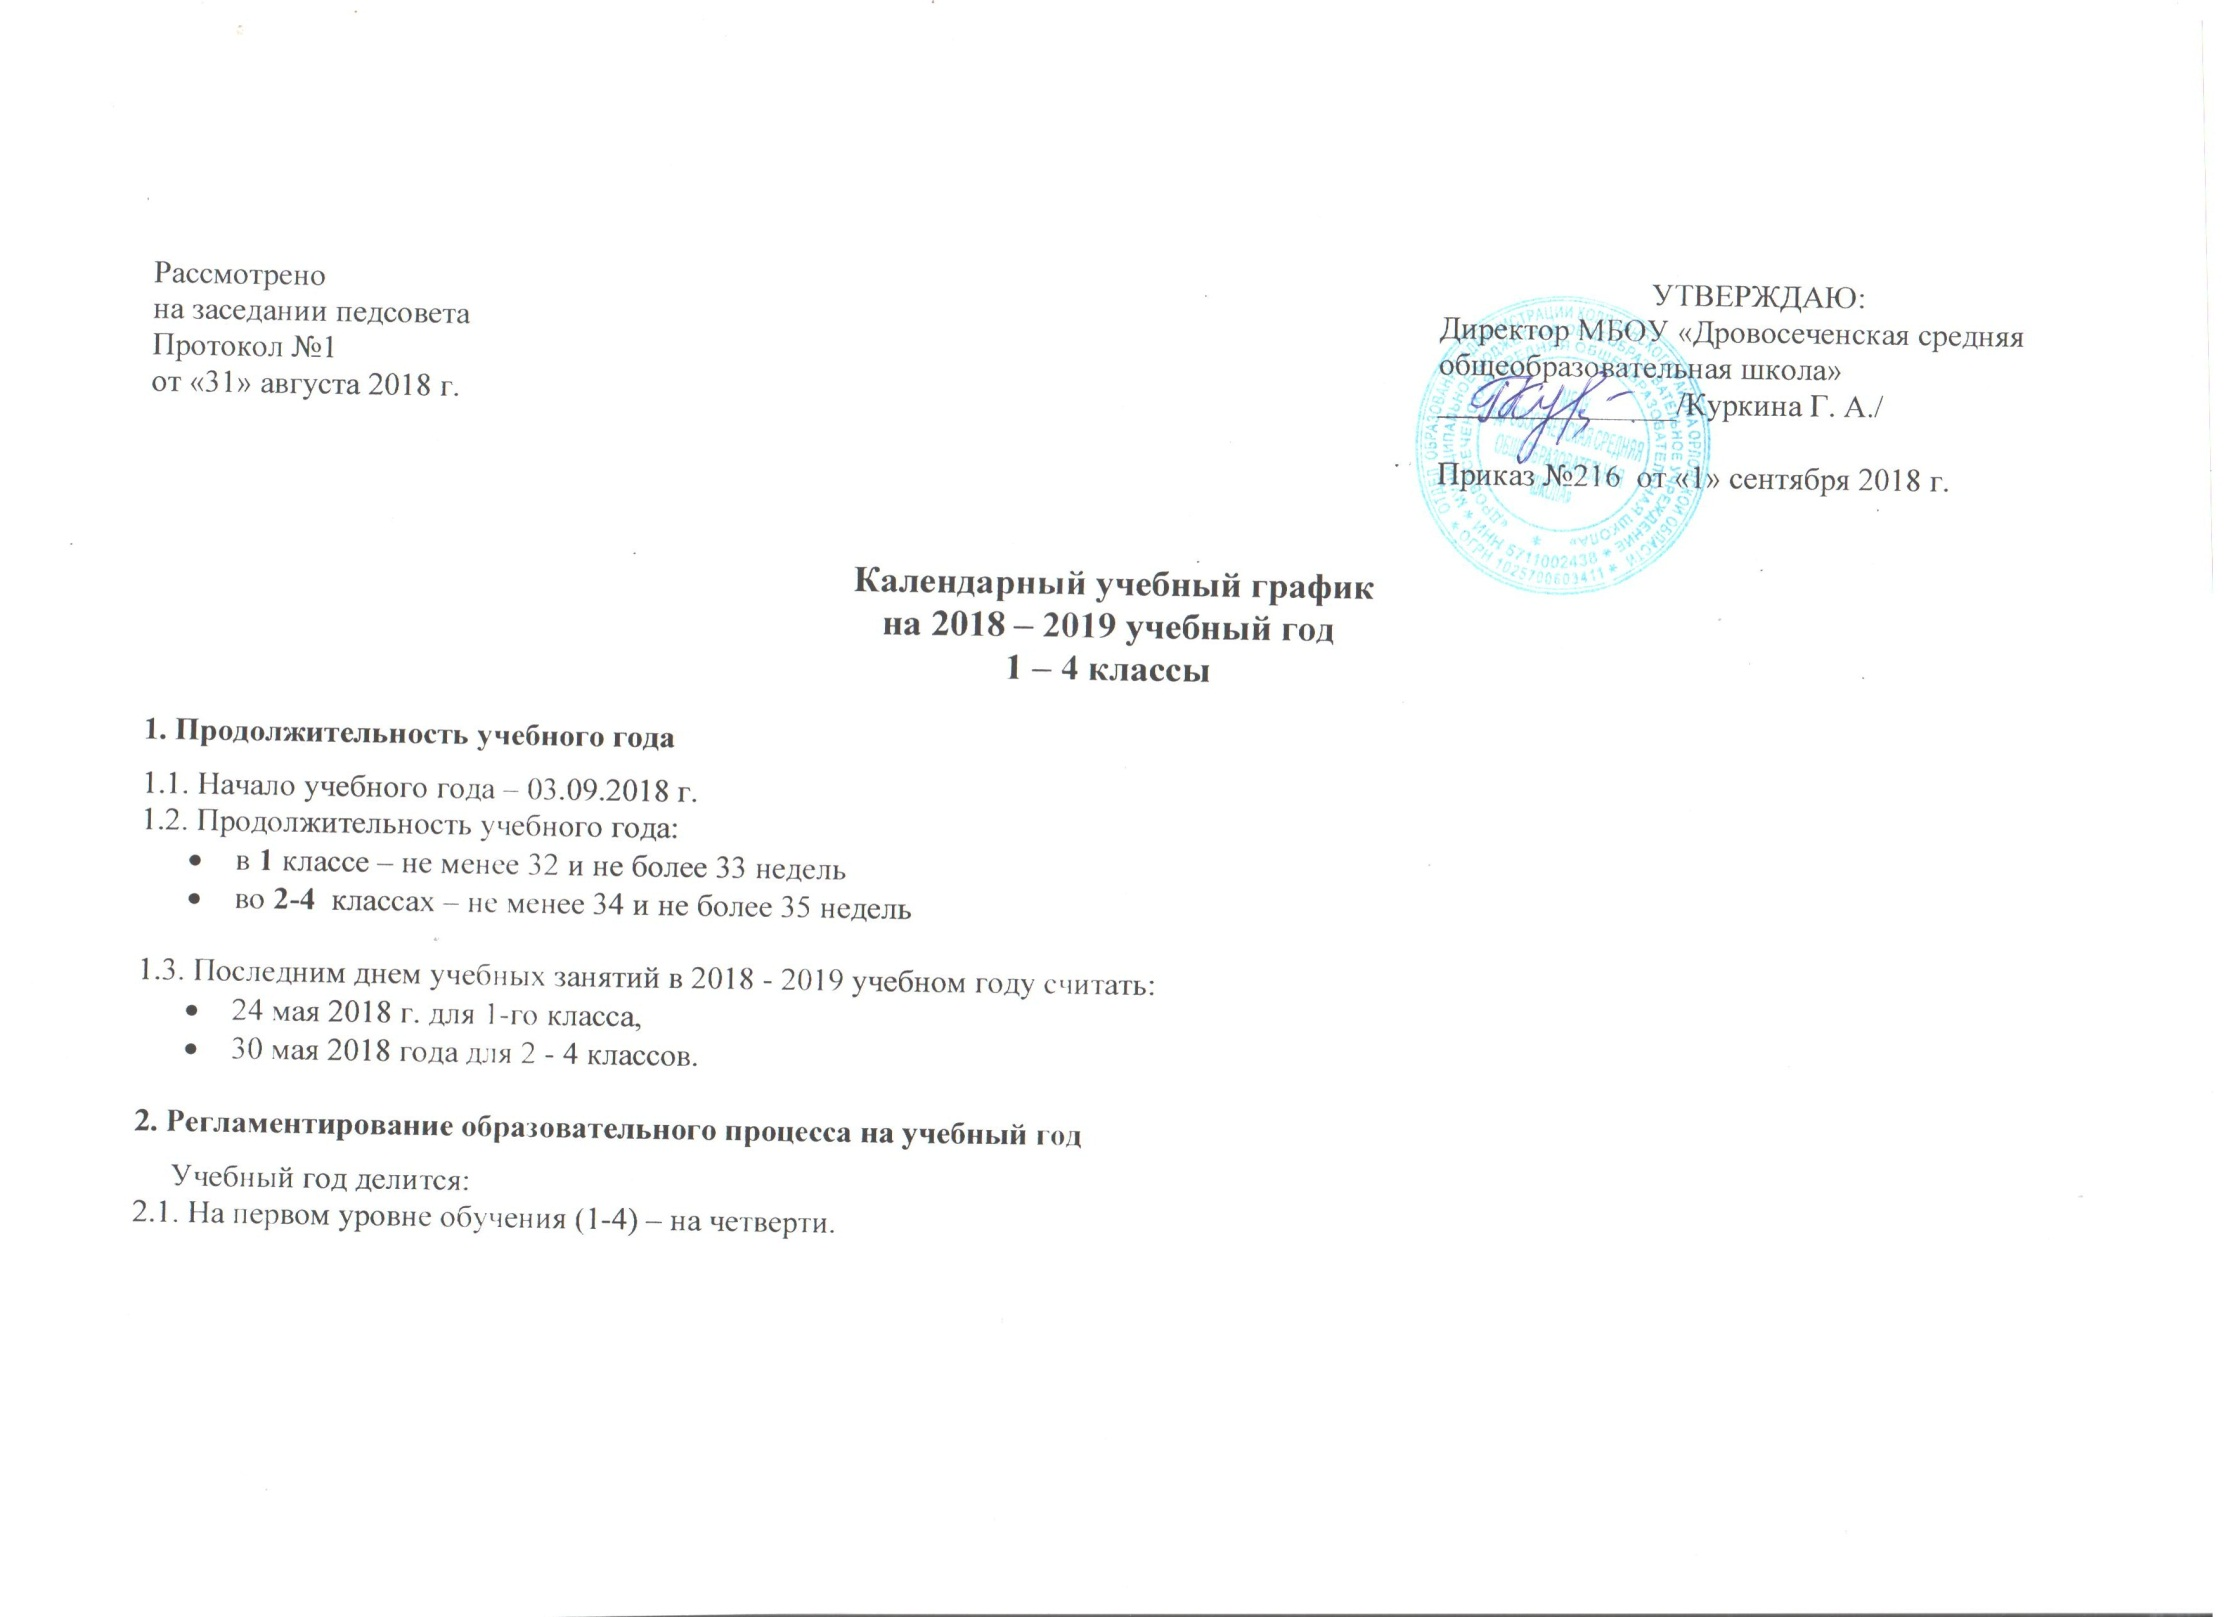 Рассмотрено
на заседании педсовета
Протокол №1
от «31» августа 2018 г.
УТВЕРЖДАЮ:
Директор МБОУ «Дровосеченская средняя
общеобразовательная школа»
/Куркина Г. А./
Приказ №216 от «1» сентября 2018 г.
Календарный учебный график
на 2018 – 2019 учебный год
1 – 4 классы
1. Продолжительность учебного года
1.1. Начало учебного года – 03.09.2018 г.
1.2. Продолжительность учебного года:
• в 1 классе – не менее 32 и не более 33 недель
• во 2-4 классах – не менее 34 и не более 35 недель
1.3. Последним днем учебных занятий в 2018 - 2019 учебном году считать:
• 24 мая 2018 г. для 1-го класса,
• 30 мая 2018 года для 2 - 4 классов.
2. Регламентирование образовательного процесса на учебный год
Учебный год делится:
2.1. На первом уровне обучения (1-4) – на четверти.